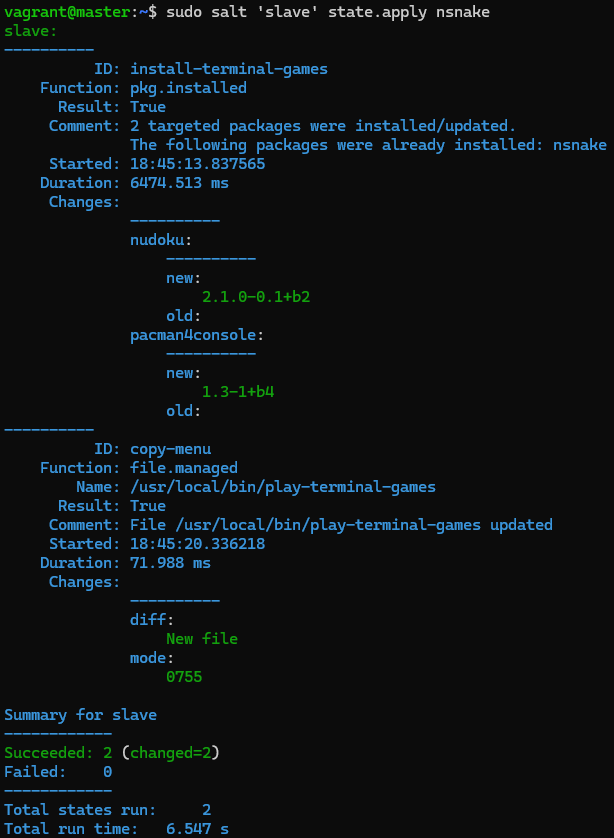 vagrant@master:~$ sudo salt 'slave' state.apply nsnake
slave:
----------
          ID: install-terminal-games
    Function: pkg.installed
      Result: True
     Comment: 2 targeted packages were installed/updated.
              The following packages were already installed: nsnake
     Started: 18:45:13.837565
    Duration: 6474.513 ms
     Changes:
              ----------
              nudoku:
                  ----------
                  new:
                      2.1.0-0.1+b2
                  old:
              pacman4console:
                  ----------
                  new:
                      1.3-1+b4
                  old:
----------
          ID: copy-menu
    Function: file.managed
        Name: /usr/local/bin/play-terminal-games
      Result: True
     Comment: File /usr/local/bin/play-terminal-games updated
     Started: 18:45:20.336218
    Duration: 71.988 ms
     Changes:
              ----------
              diff:
                  New file
              mode:
                  0755

Summary for slave
------------
Succeeded: 2 (changed=2)
Failed:    0
------------
Total states run:     2
Total run time:   6.547 s